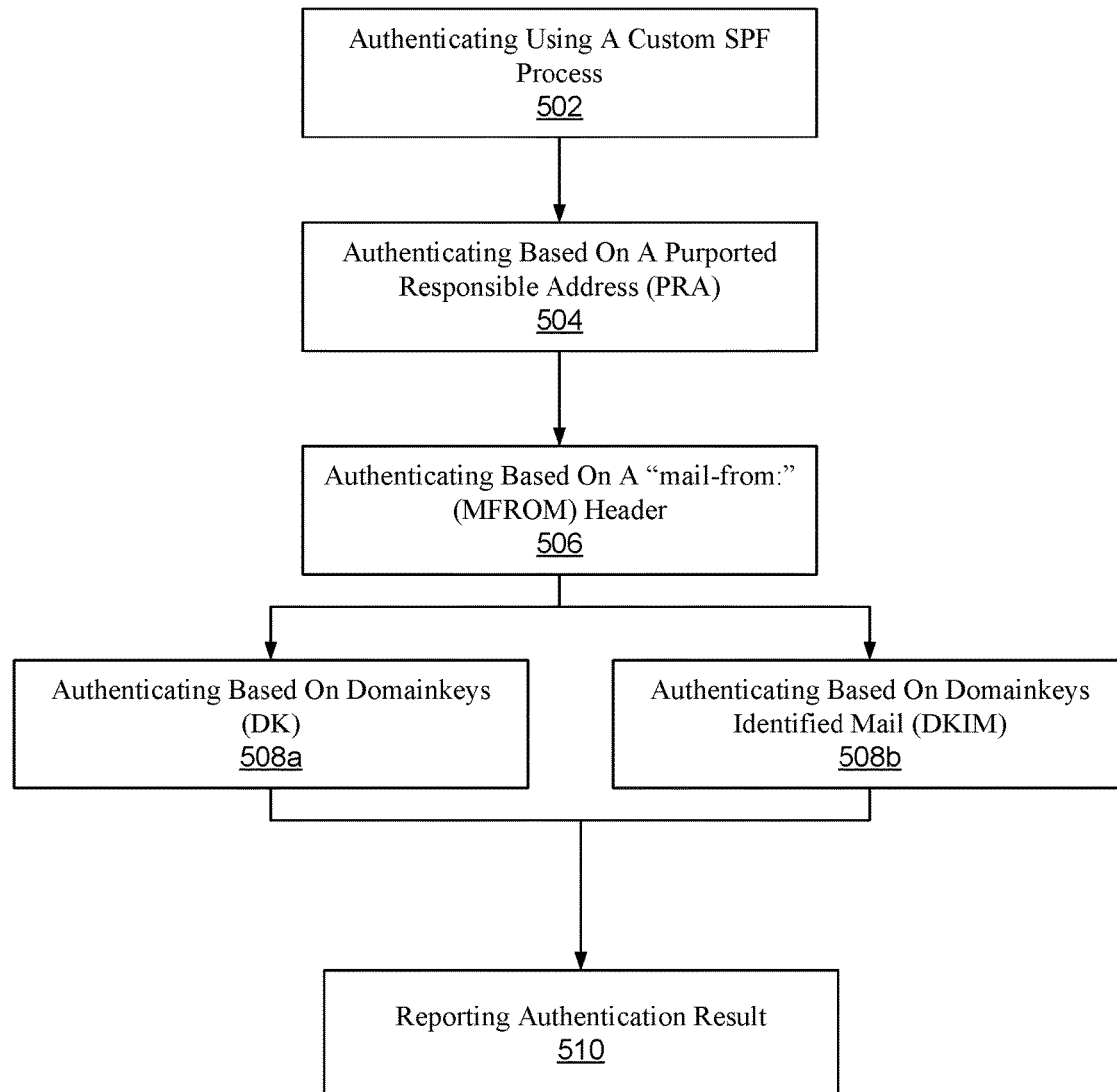 Authenticating Using A Custom SPF
Process
502
Authenticating Based On A Purported
Responsible Address (PRA)
504
Authenticating Based On A “mail-from:”
(MFROM) Header
506
Authenticating Based On Domainkeys
(DK)
508a
Authenticating Based On Domainkeys
Identified Mail (DKIM)
508b
Reporting Authentication Result
510